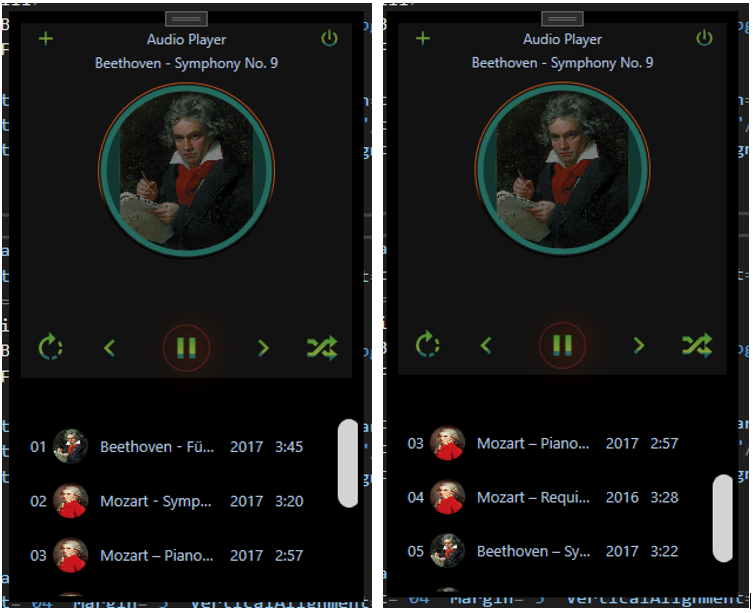 Audio Player
Beethoven - Symphony No. 9
01 Beethoven - Fü... 2017 3:45
02 Mozart - Symp... 2017 3:20
03 Mozart – Piano... 2017 2:57
Audio Player
Beethoven - Symphony No. 9
03 Mozart – Piano... 2017 2:57
04 Mozart – Requi... 2016 3:28
05 Beethoven – Sy... 2017 3:22